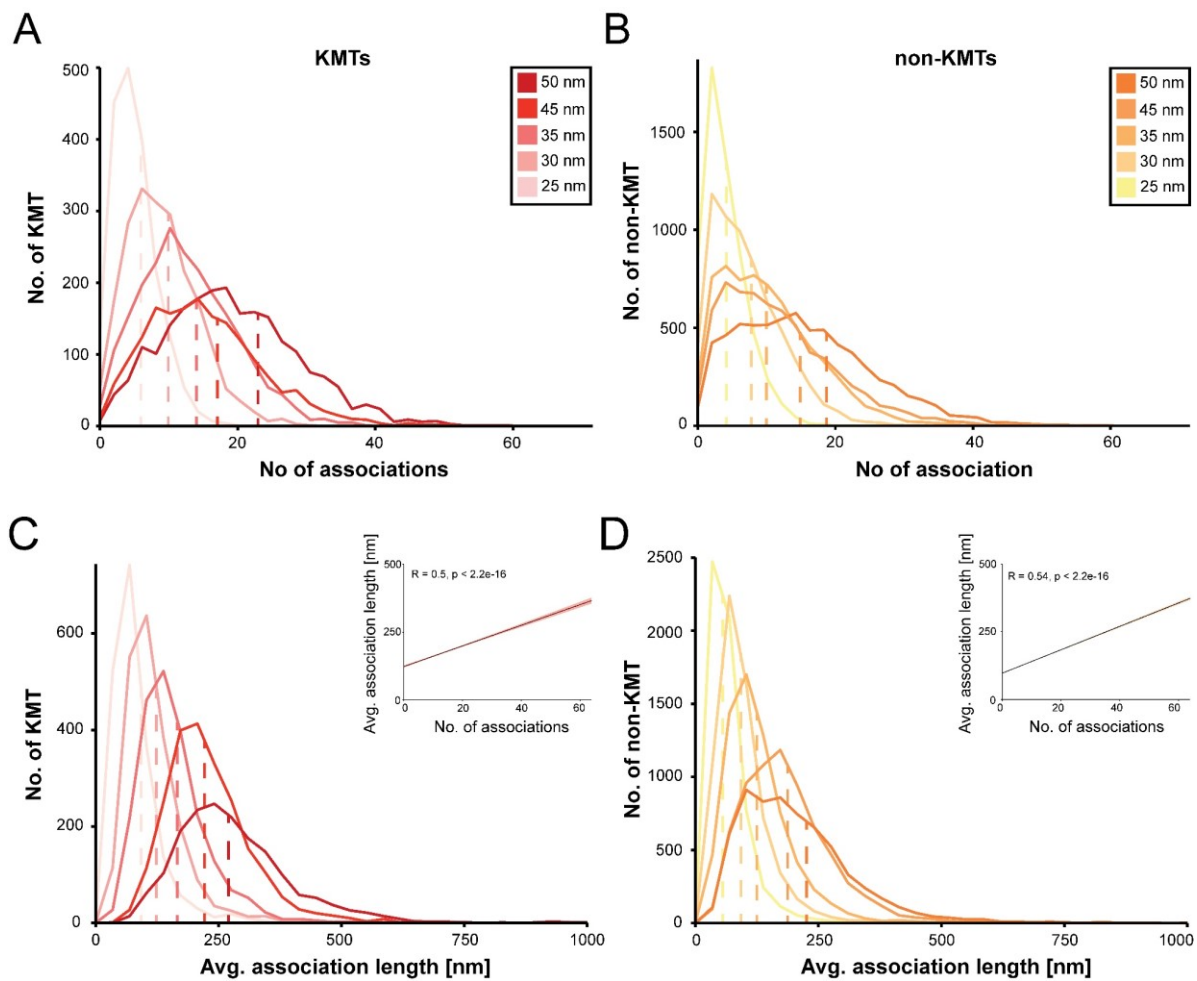 A
KMTs
No. of KMT
500
400
300
200
100
0
0
20
40
60
No of associations
50 nm
45 nm
35 nm
30 nm
25 nm
B
non-KMTs
No. of non-KMT
1500
1000
500
0
0
20
40
60
No of association
50 nm
45 nm
35 nm
30 nm
25 nm
C
No. of KMT
600
400
200
0
0
250
500
750
1000
Avg. association length [nm]
Avg. association length [nm]
500
250
0
R = 0.5, p < 2.2e-16
0
20
40
60
No. of associations
D
No. of non-KMT
2500
2000
1500
1000
500
0
0
250
500
750
1000
Avg. association length [nm]
Avg. association length [nm]
500
250
0
R = 0.54, p < 2.2e-16
0
20
40
60
No. of associations